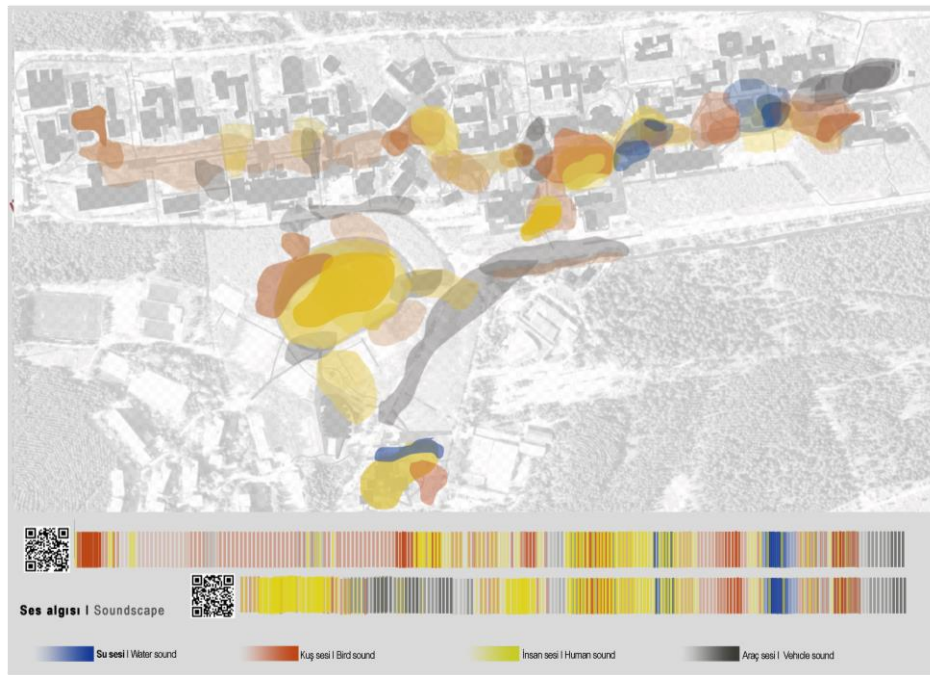 Ses algısı | Soundscape
Su sesi | Water sound
Kuş sesi | Bird sound
İnsan sesi | Human sound
Araç sesi | Vehicle sound